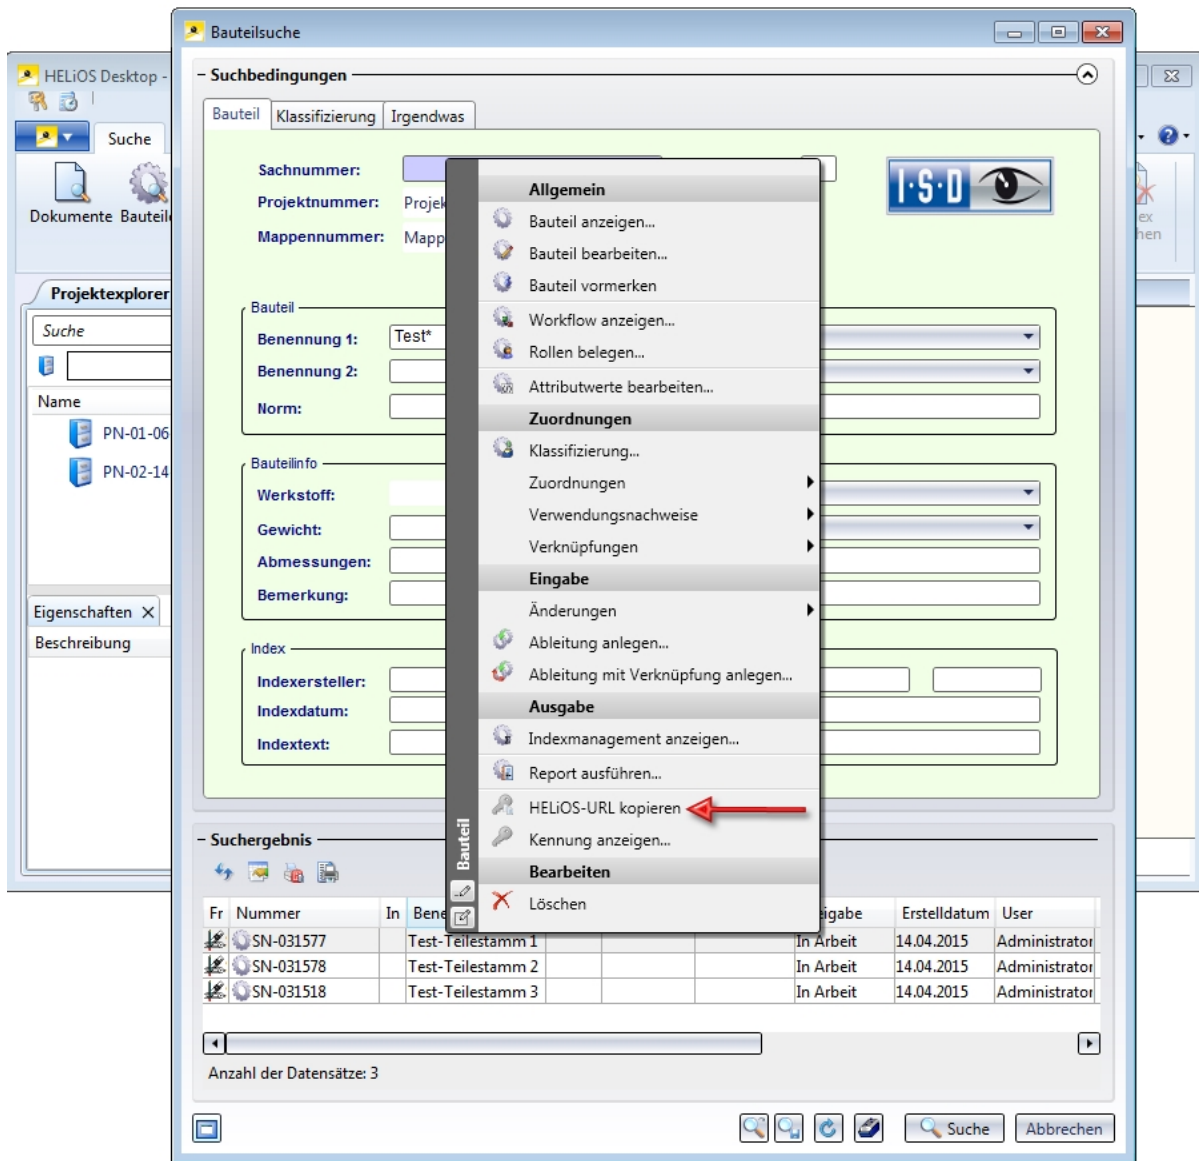 Bauteilsuche
HELiOS Desktop -
Suchbedingungen
Bauteil Klassifizierung Irgendwas
Suche
Dokumente Bauteile
Sachnummer:
Projektnummer: Projek
Mappennummer: Mapp
I·S·D
ex
hen
Projektexplorer
Suche
Name
PN-01-06
PN-02-14
Eigenschaften X
Beschreibung
Bauteil
Benennung 1: Test*
Benennung 2:
Norm:
Bauteilinfo
Werkstoff:
Gewicht:
Abmessungen:
Bemerkung:
Index
Indexersteller:
Indexdatum:
Indextext:
Allgemein
Bauteil anzeigen...
Bauteil bearbeiten...
Bauteil vormerken
Workflow anzeigen...
Rollen belegen...
Attributwerte bearbeiten...
Zuordnungen
Klassifizierung...
Zuordnungen
Verwendungsnachweise
Verknüpfungen
Eingabe
Änderungen
Ableitung anlegen...
Ableitung mit Verknüpfung anlegen...
Ausgabe
Indexmanagement anzeigen...
Report ausführen...
HELiOS-URL kopieren
Kennung anzeigen...
Bearbeiten
Löschen
Bauteil
Suchergebnis
Fr Nummer In Bene eigabe Erstelldatum User
SN-031577 Test-Teilestamm 1 In Arbeit 14.04.2015 Administrator
SN-031578 Test-Teilestamm 2 In Arbeit 14.04.2015 Administrator
SN-031518 Test-Teilestamm 3 In Arbeit 14.04.2015 Administrator
Anzahl der Datensätze: 3
Suche Abbrechen